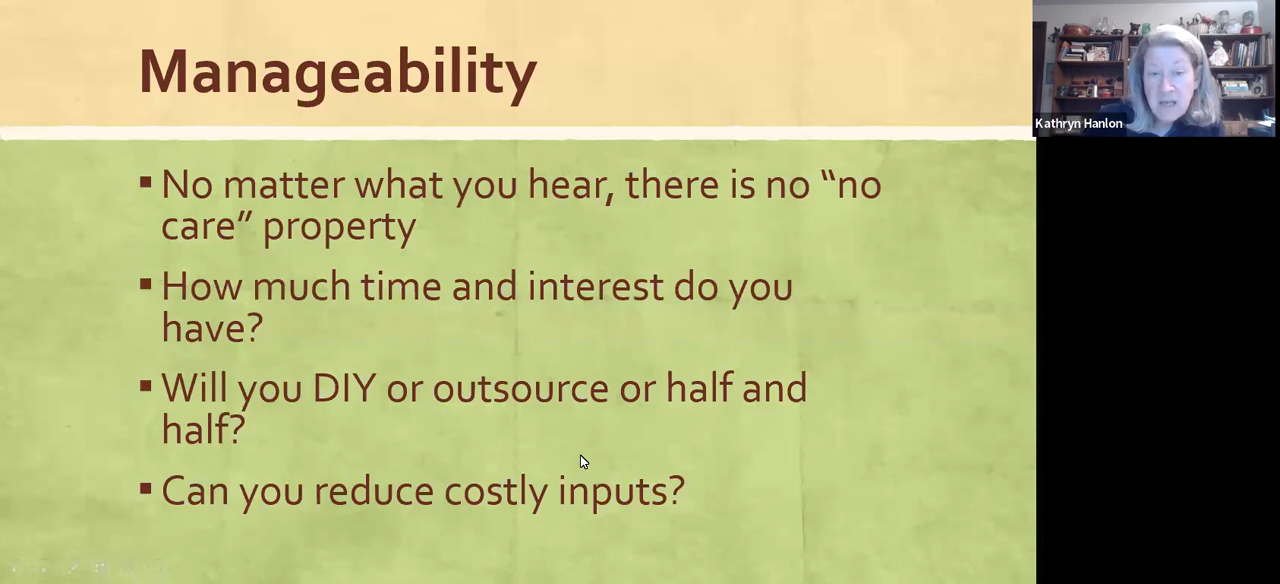 Manageability
Kathryn Hanlon
▪ No matter what you hear, there is no “no
care” property
▪ How much time and interest do you
have?
▪ Will you DIY or outsource or half and
half?
▪ Can you reduce costly inputs?